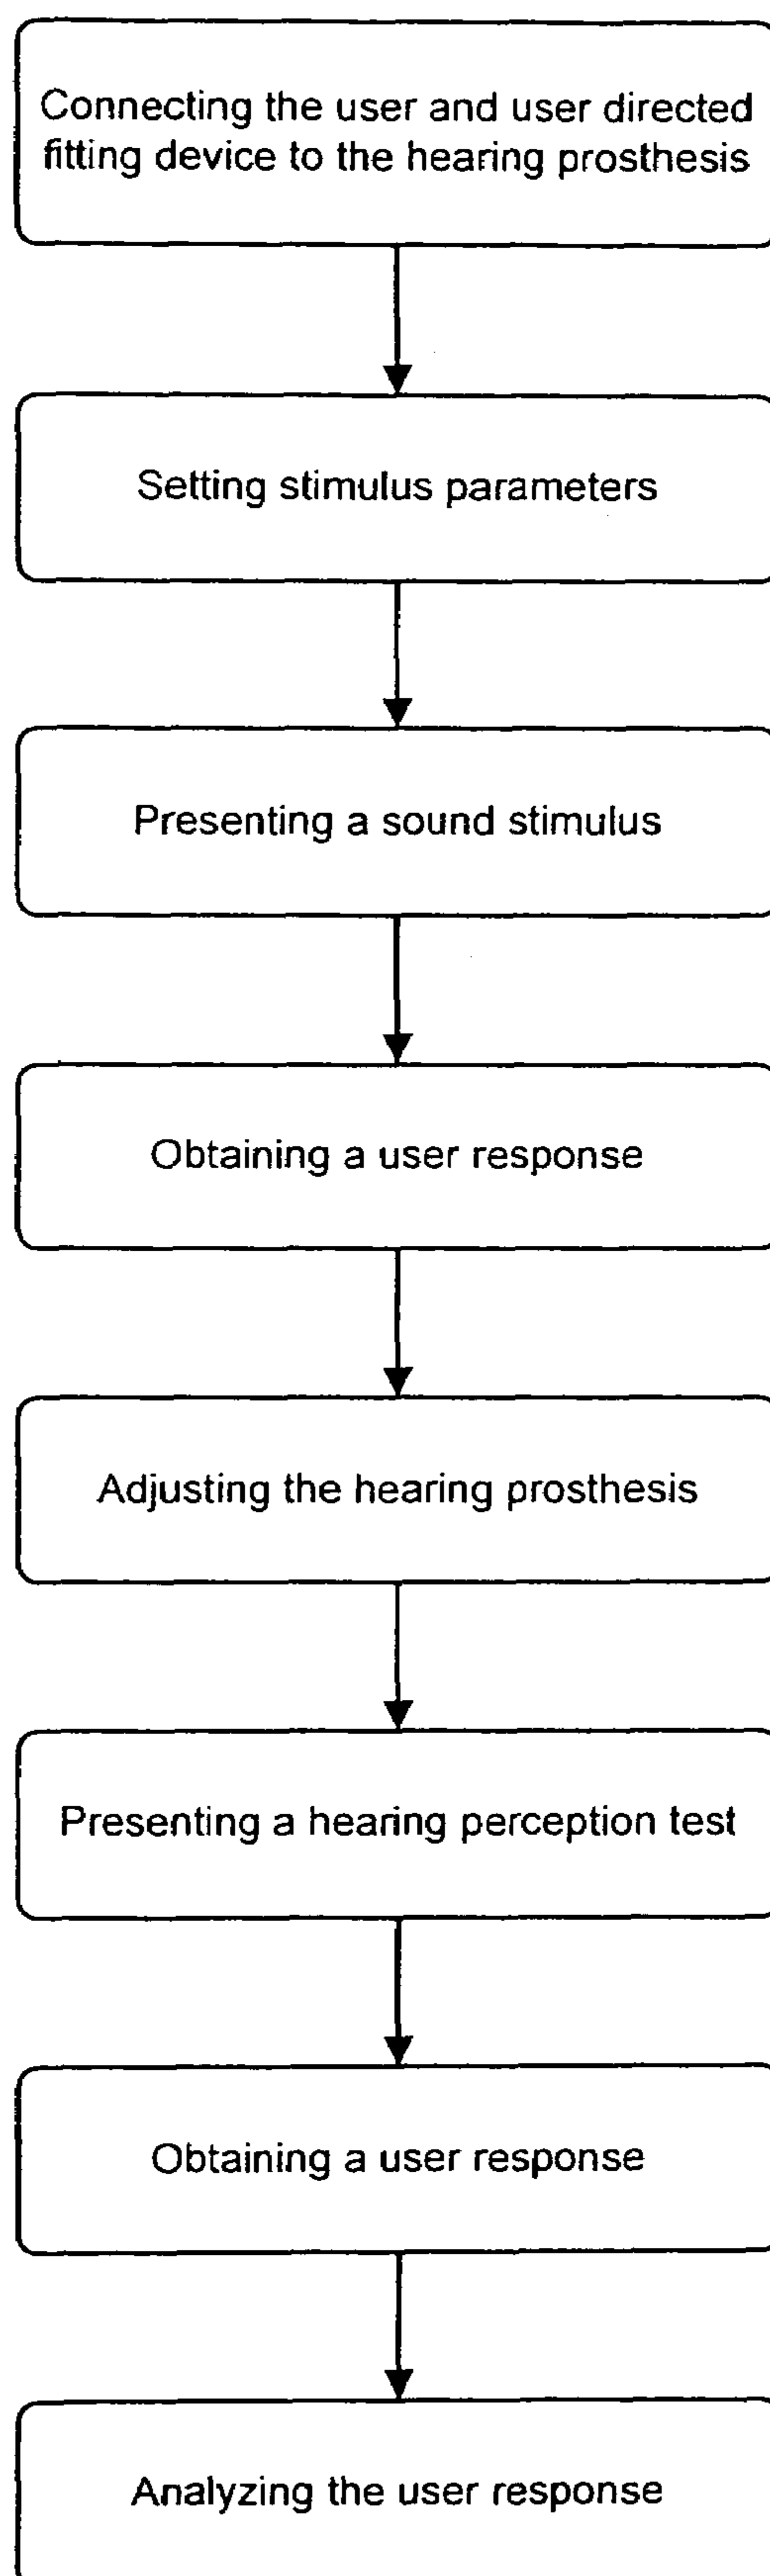 Connecting the user and user directed
fitting device to the hearing prosthesis
Setting stimulus parameters
Presenting a sound stimulus
Obtaining a user response
Adjusting the hearing prosthesis
Presenting a hearing perception test
Obtaining a user response
Analyzing the user response